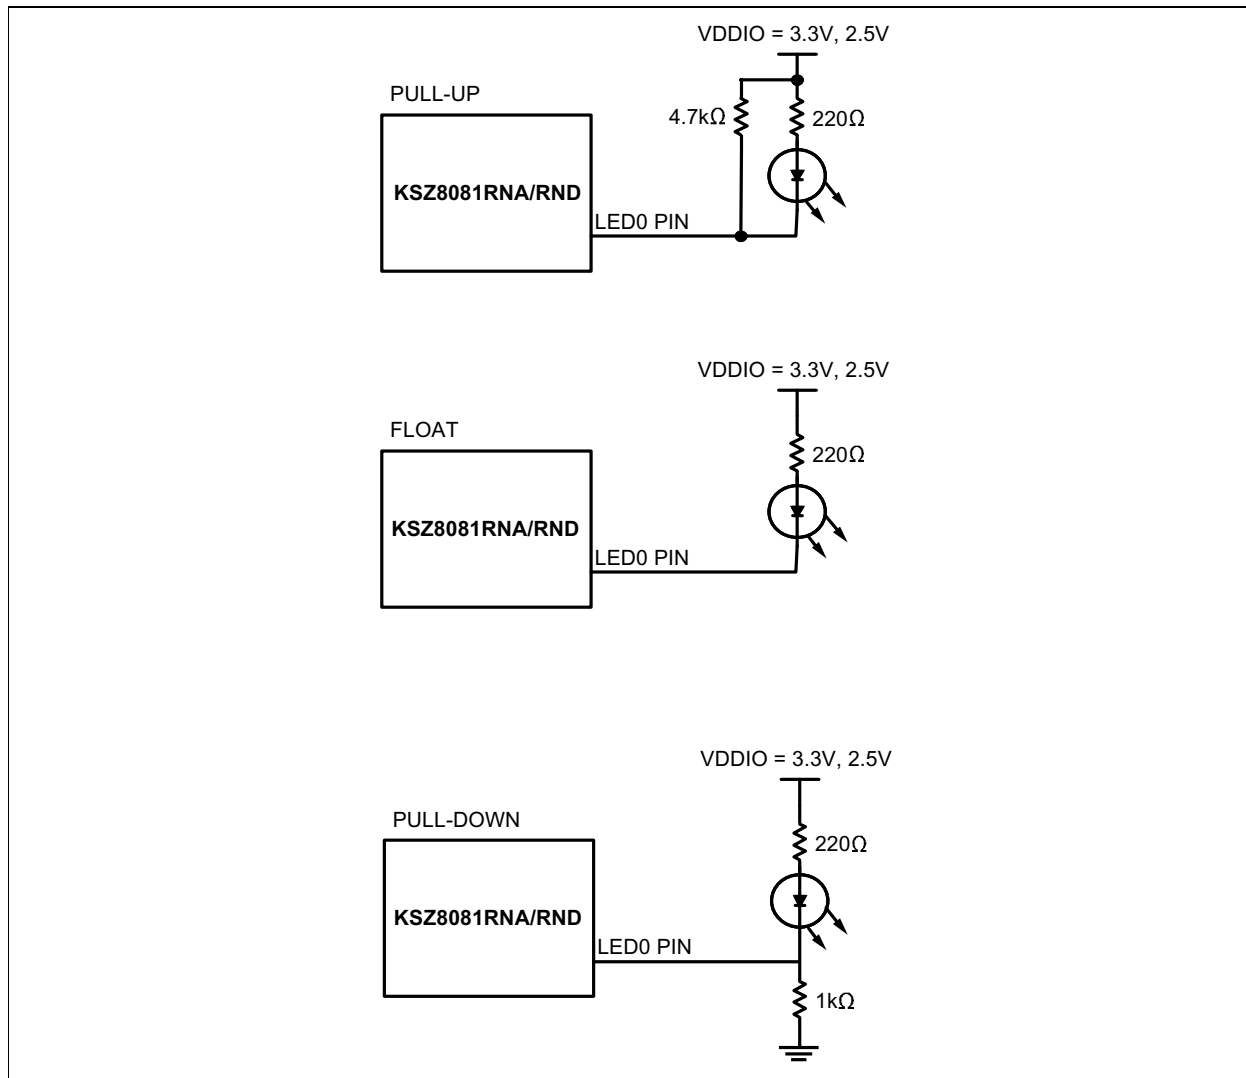 VDDIO = 3.3V, 2.5V
PULL-UP
4.7kΩ
220Ω
KSZ8081RNA/RND
LED0 PIN
VDDIO = 3.3V, 2.5V
FLOAT
220Ω
KSZ8081RNA/RND
LED0 PIN
VDDIO = 3.3V, 2.5V
PULL-DOWN
220Ω
KSZ8081RNA/RND
LED0 PIN
1kΩ